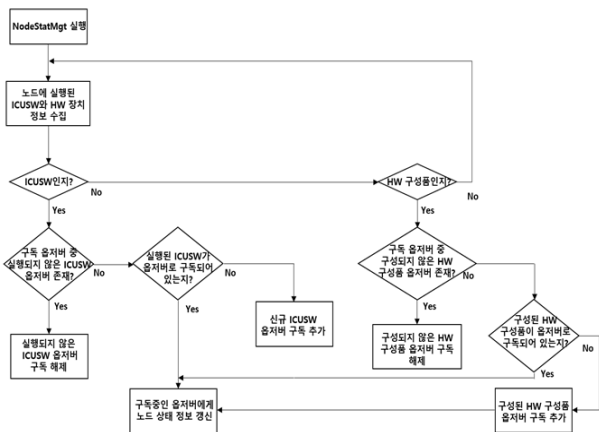 NodeStatMgt 실행
노드에 실행된
ICUSW와 HW 장치
정보 수집
ICUSW인지?
No
HW 구성품인지?
No
Yes
Yes
구독 옵저버 중
실행되지 않은 ICUSW
옵저버 존재?
No
실행된 ICUSW가
옵저버로 구독되어
있는지?
No
구독 옵저버 중
구성되지 않은 HW
구성품 옵저버 존재?
No
Yes
Yes
Yes
신규 ICUSW
옵저버 구독 추가
실행되지 않은
ICUSW 옵저버
구독 해제
구성되지 않은 HW
구성품 옵저버 구독
해제
구성된 HW
구성품이 옵저버로
구독되어 있는지?
No
Yes
구독중인 옵저버에게
노드 상태 정보 갱신
구성된 HW 구성품
옵저버 구독 추가